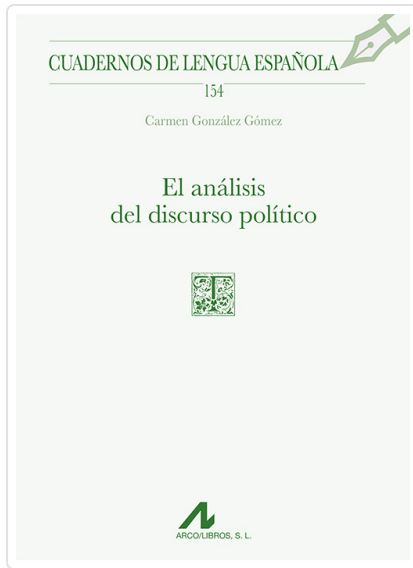 CUADERNOS DE LENGUA ESPAÑOLA
154
Carmen González Gómez
El análisis
del discurso político
T
ARCO/LIBROS, S. L.